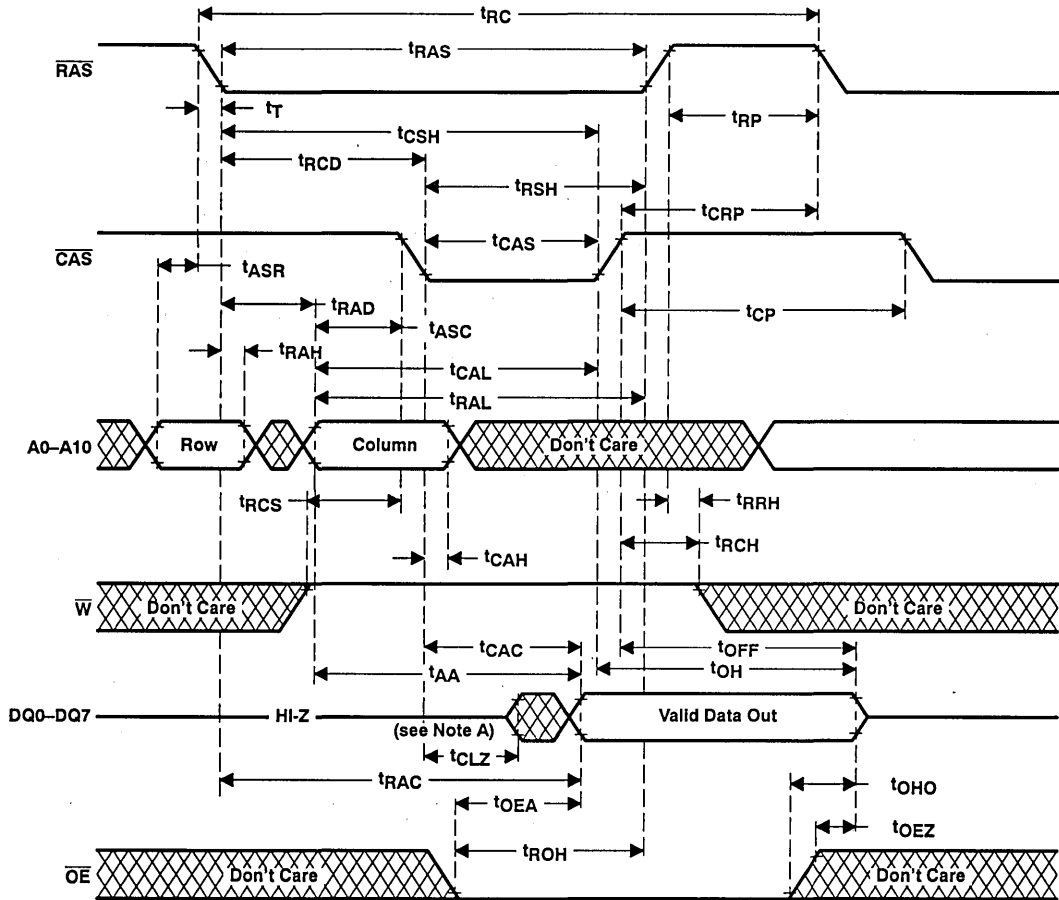 tRC
tRAS
RAS
tT
tRP
tCSH
tRCD
tRSH
tCRP
CAS
tCAS
tASR
tRAD
tCP
tASC
tRAH
tCAL
tRAL
A0–A10
Row
Column
Don't Care
tRCS
tRRH
tRCH
tCAH
W
Don't Care
Don't Care
tCAC
tOFF
tAA
tOH
DQ0–DQ7
HI-Z
Valid Data Out
(see Note A)
tCLZ
tRAC
tOHO
tOEA
tOEZ
tROH
OE
Don't Care
Don't Care